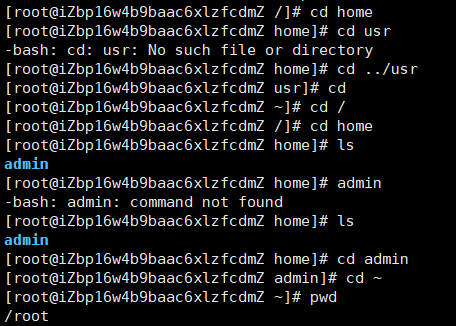 [root@iZbp16w4b9baac6xlzfcdmZ /]# cd home
[root@iZbp16w4b9baac6xlzfcdmZ home]# cd usr
-bash: cd: usr: No such file or directory
[root@iZbp16w4b9baac6xlzfcdmZ home]# cd ../usr
[root@iZbp16w4b9baac6xlzfcdmZ usr]# cd
[root@iZbp16w4b9baac6xlzfcdmZ ~]# cd /
[root@iZbp16w4b9baac6xlzfcdmZ /]# cd home
[root@iZbp16w4b9baac6xlzfcdmZ home]# ls
admin
[root@iZbp16w4b9baac6xlzfcdmZ home]# admin
-bash: admin: command not found
[root@iZbp16w4b9baac6xlzfcdmZ home]# ls
admin
[root@iZbp16w4b9baac6xlzfcdmZ home]# cd admin
[root@iZbp16w4b9baac6xlzfcdmZ admin]# cd ~
[root@iZbp16w4b9baac6xlzfcdmZ ~]# pwd
/root